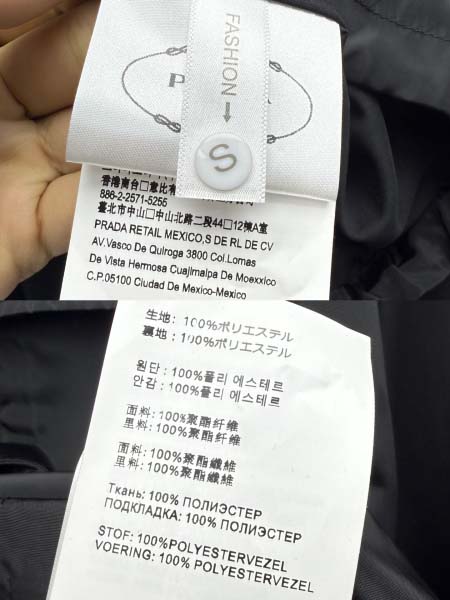 FASHION
S
香港南台□意比有
886-2-2571-5255
臺北市中山□中山北路二段44□12樓A室
PRADA RETAIL MEXICO,S DE RL DE CV
AV.Vasco De Quiroga 3800 Col.Lomas
De Vista Hermosa Cuajlmalpa De Moexxico
C.P.05100 Ciudad De Mexico-Mexico
生地: 100%ポリエステル
裏地: 100%ポリエステル
원단: 100%폴리 에스테르
안감: 100%폴리 에스테르
面料: 100%聚酯纤维
里料: 100%聚酯纤维
面料: 100%聚酯纖維
里料: 100%聚酯纖維
Ткань: 100% ПОЛИЭСТЕР
ПОДКЛАДКА: 100% ПОЛИЭСТЕР
STOF: 100%POLYESTERVEZEL
VOERING: 100%POLYESTERVEZEL